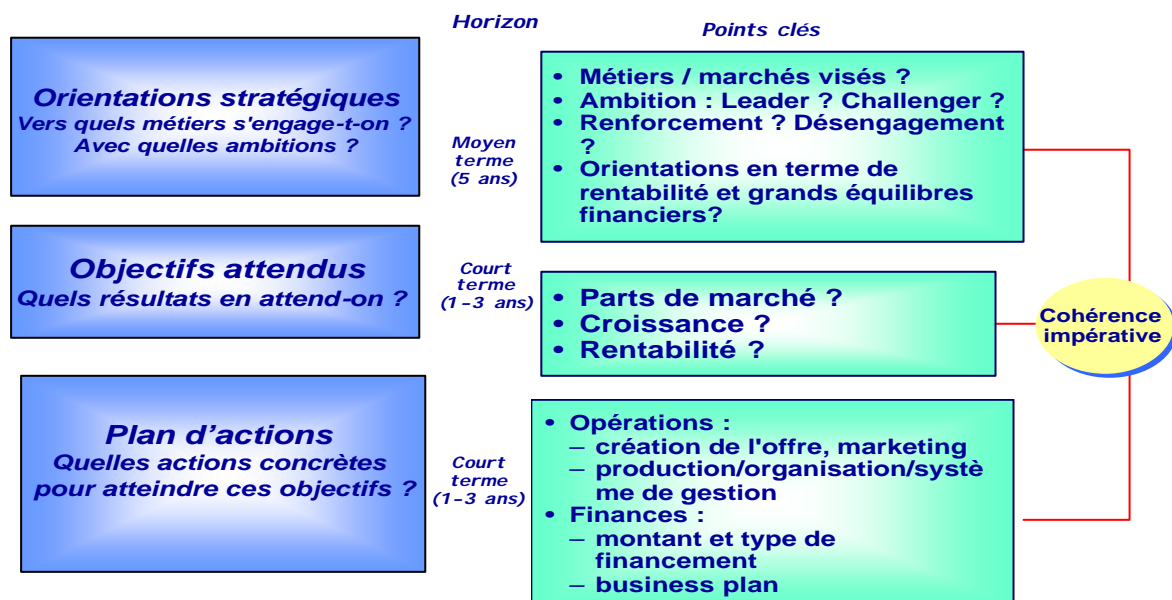 Horizon
Points clés
Orientations stratégiques
Vers quels métiers s'engage-t-on ?
Avec quelles ambitions ?
Moyen
terme
(5 ans)
• Métiers / marchés visés ?
• Ambition : Leader ? Challenger ?
• Renforcement ? Désengagement
?
• Orientations en terme de
rentabilité et grands équilibres
financiers?
Objectifs attendus
Quels résultats en attend-on ?
Court
terme
(1-3 ans)
• Parts de marché ?
• Croissance ?
• Rentabilité ?
Cohérence
impérative
Plan d'actions
Quelles actions concrètes
pour atteindre ces objectifs ?
Court
terme
(1-3 ans)
• Opérations :
– création de l'offre, marketing
– production/organisation/systè
me de gestion
• Finances :
– montant et type de
financement
– business plan